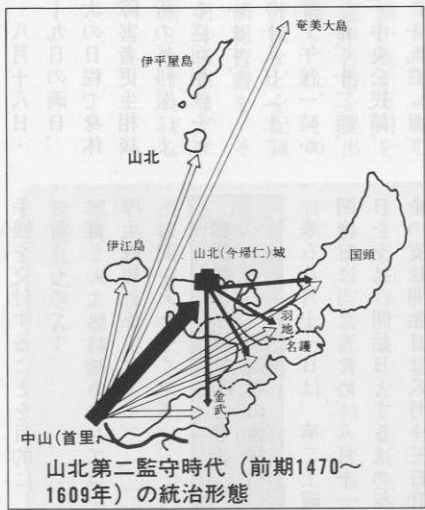 奄美大島
伊平屋島
山北
伊江島
山北(今帰仁)城
国頭
羽地
名護
金武
中山(首里)
山北第二監守時代(前期1470~
1609年)の統治形態